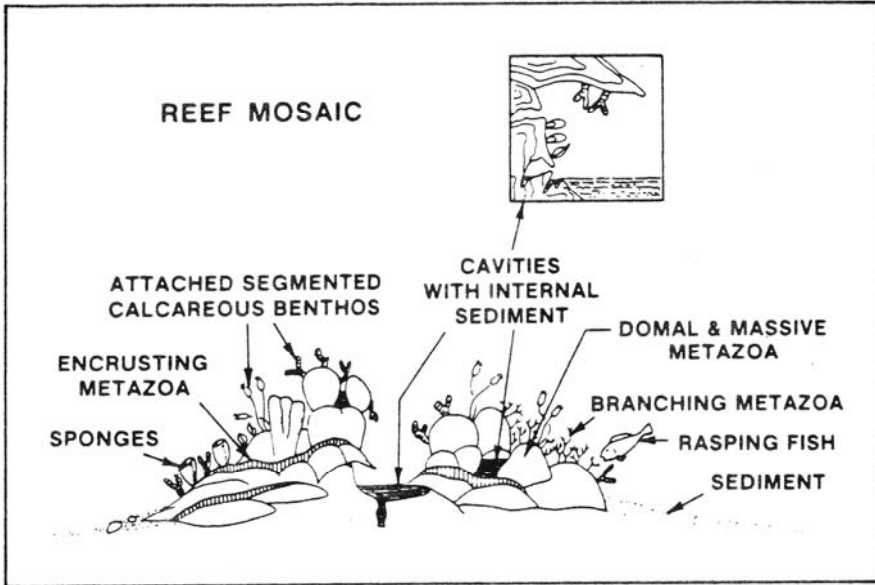 REEF MOSAIC
ATTACHED SEGMENTED
CALCAREOUS BENTHOS
CAVITIES
WITH INTERNAL
SEDIMENT
DOMAL & MASSIVE
METAZOA
ENCRUSTING
METAZOA
BRANCHING METAZOA
SPONGES
RASPING FISH
SEDIMENT